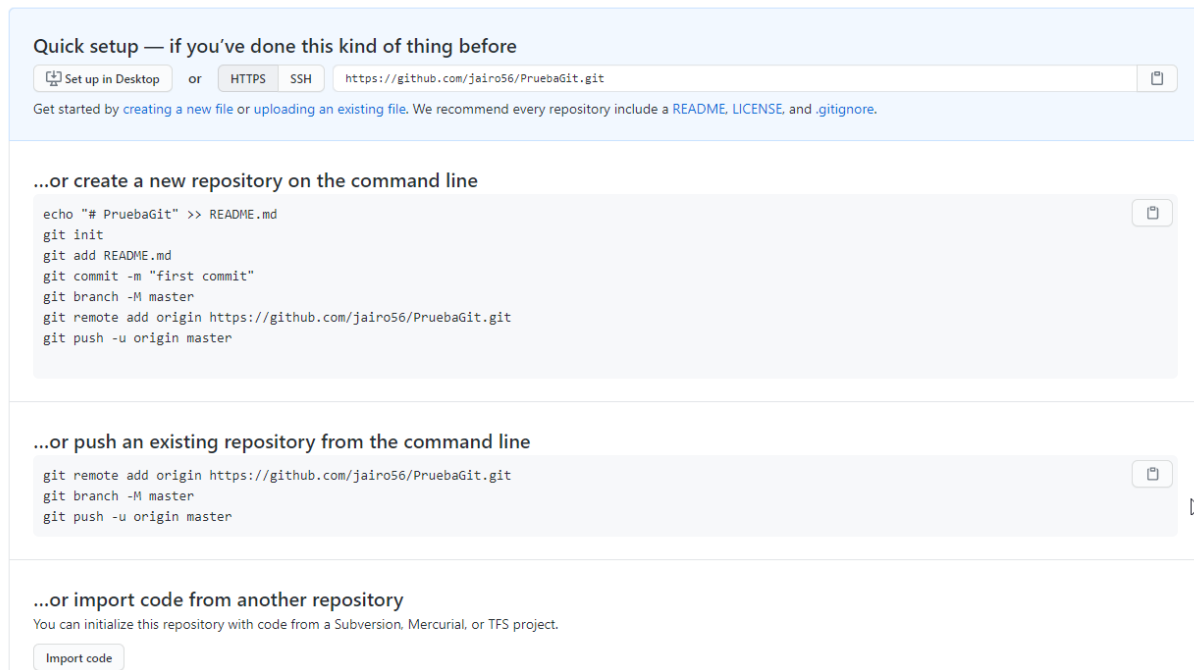 Quick setup — if you’ve done this kind of thing before
Set up in Desktop or HTTPS SSH https://github.com/jairo56/PruebaGit.git
Get started by creating a new file or uploading an existing file. We recommend every repository include a README, LICENSE, and .gitignore.
…or create a new repository on the command line
echo "# PruebaGit" >> README.md
git init
git add README.md
git commit -m "first commit"
git branch -M master
git remote add origin https://github.com/jairo56/PruebaGit.git
git push -u origin master
…or push an existing repository from the command line
git remote add origin https://github.com/jairo56/PruebaGit.git
git branch -M master
git push -u origin master
…or import code from another repository
You can initialize this repository with code from a Subversion, Mercurial, or TFS project.
Import code